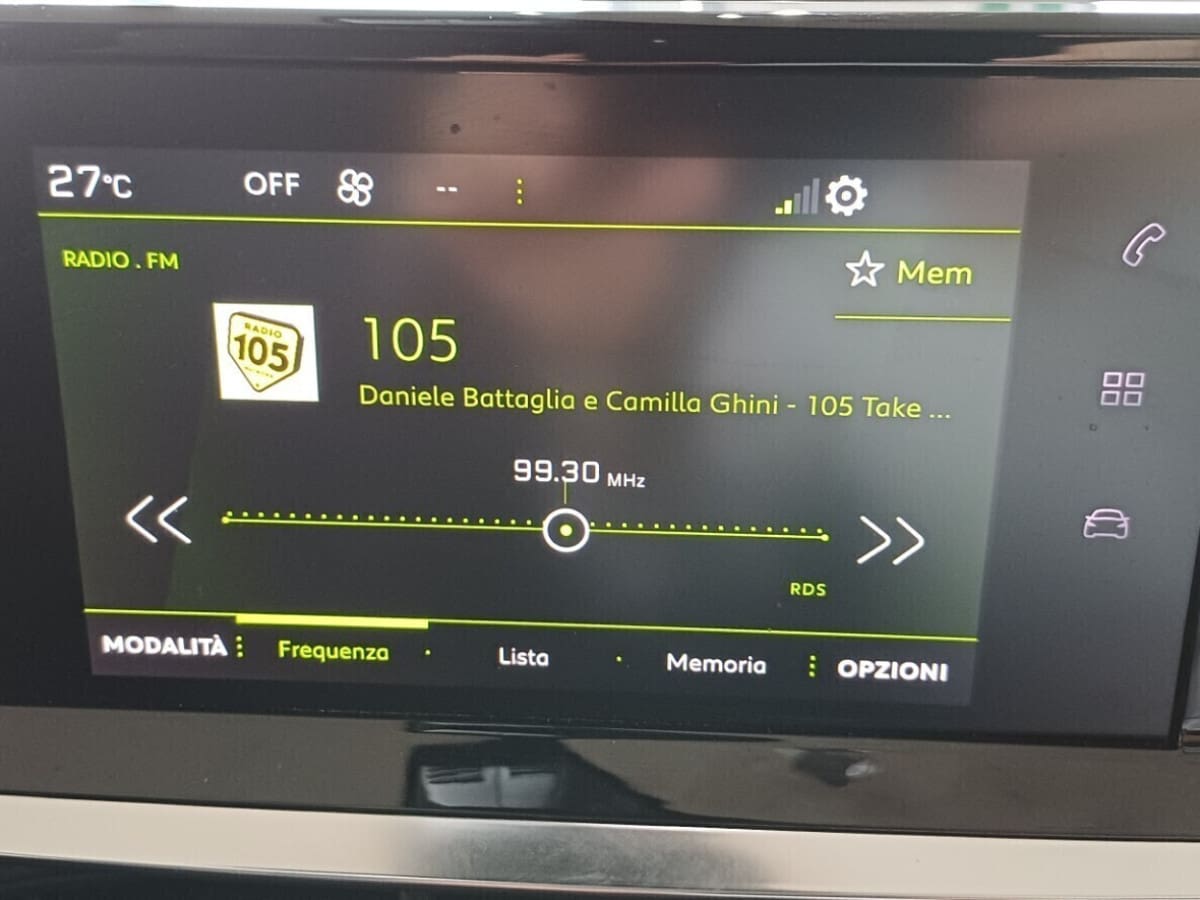 27°C OFF -- 
RADIO . FM
Mem
RADIO
105
105
Daniele Battaglia e Camilla Ghini - 105 Take ...
99.30 MHz
RDS
MODALITÀ Frequenza Lista Memoria OPZIONI